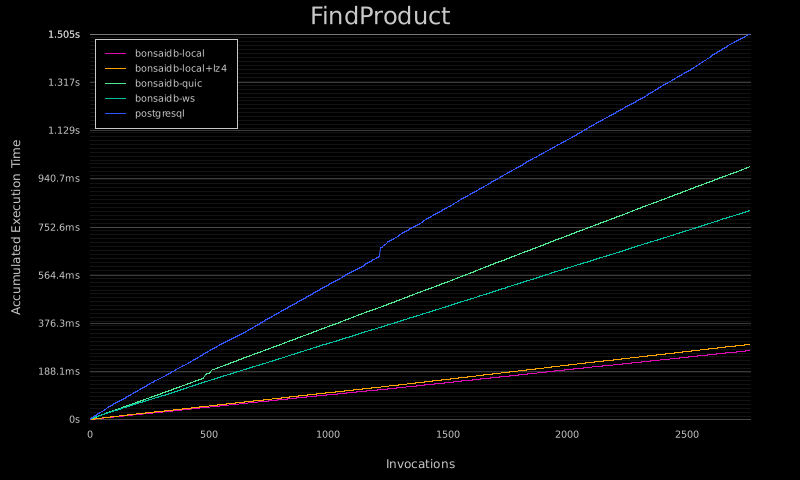 FindProduct
1.505s
1.317s
1.129s
940.7ms
752.6ms
564.4ms
376.3ms
188.1ms
0s
bonsaidb-local
bonsaidb-local+lz4
bonsaidb-quic
bonsaidb-ws
postgresql
Accumulated Execution Time
0
500
1000
1500
2000
2500
Invocations